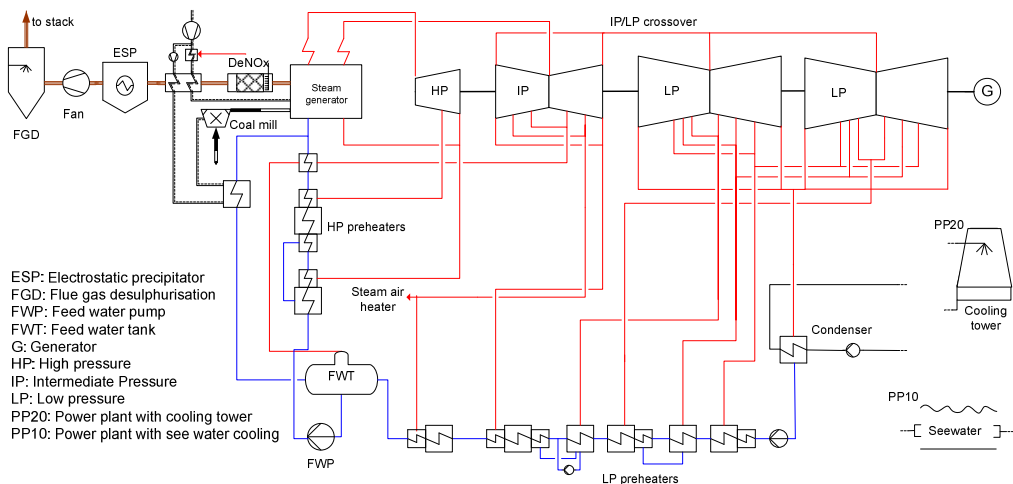 to stack
ESP
DeNOx
IP/LP crossover
Steam
generator
HP
IP
LP
LP
G
Fan
FGD
Coal mill
HP preheaters
PP20
Cooling
tower
ESP: Electrostatic precipitator
FGD: Flue gas desulphurisation
FWP: Feed water pump
FWT: Feed water tank
G: Generator
HP: High pressure
IP: Intermediate Pressure
LP: Low pressure
PP20: Power plant with cooling tower
PP10: Power plant with see water cooling
Steam air
heater
Condenser
FWT
FWP
LP preheaters
PP10
Seewater